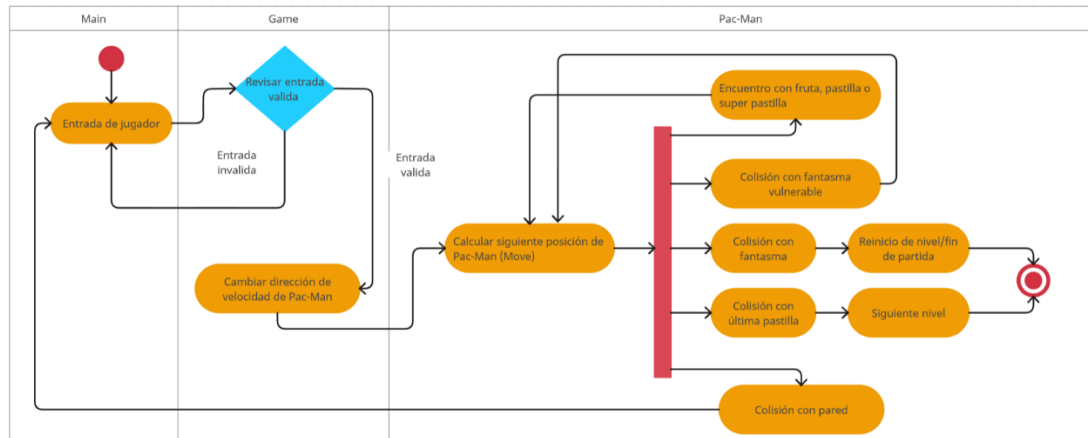 Main
Game
Pac-Man
Revisar entrada
valida
Entrada de jugador
Entrada
invalida
Entrada
valida
Cambiar dirección de
velocidad de Pac-Man
Calcular siguiente posición de
Pac-Man (Move)
Encuentro con fruta, pastilla o
super pastilla
Colisión con fantasma
vulnerable
Colisión con
fantasma
Reinicio de nivel/fin
de partida
Colisión con
última pastilla
Siguiente nivel
Colisión con pared